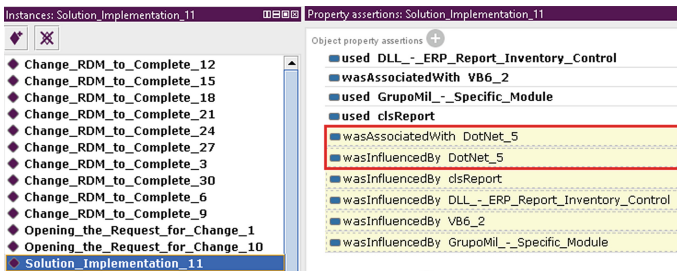 Instances: Solution_Implementation_11
Change_RDM_to_Complete_12
Change_RDM_to_Complete_15
Change_RDM_to_Complete_18
Change_RDM_to_Complete_21
Change_RDM_to_Complete_24
Change_RDM_to_Complete_27
Change_RDM_to_Complete_3
Change_RDM_to_Complete_30
Change_RDM_to_Complete_6
Change_RDM_to_Complete_9
Opening_the_Request_for_Change_1
Opening_the_Request_for_Change_10
Solution_Implementation_11
Property assertions: Solution_Implementation_11
Object property assertions
used DLL_-_ERP_Report_Inventory_Control
wasAssociatedWith VB6_2
used GrupoMil_-_Specific_Module
used clsReport
wasAssociatedWith DotNet_5
wasInfluencedBy DotNet_5
wasInfluencedBy clsReport
wasInfluencedBy DLL_-_ERP_Report_Inventory_Control
wasInfluencedBy VB6_2
wasInfluencedBy GrupoMil_-_Specific_Module